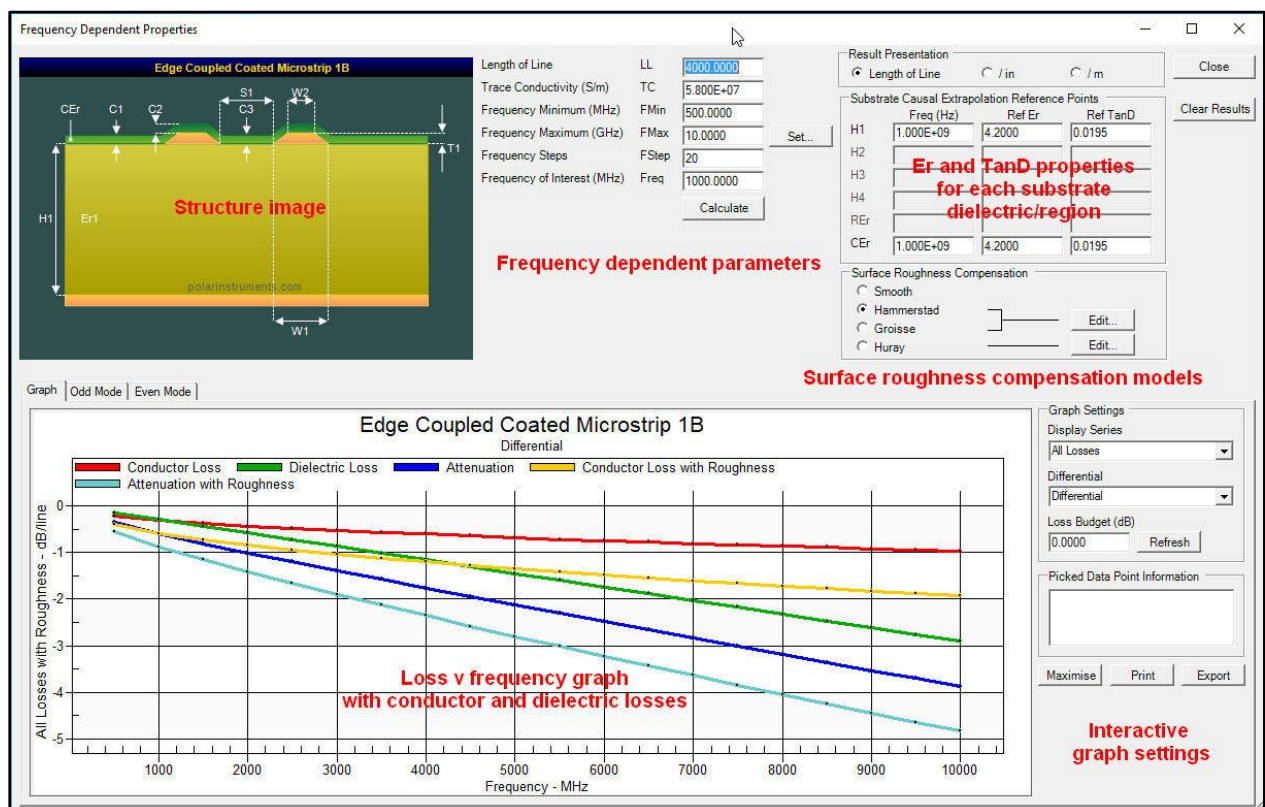 Frequency Dependent Properties
Edge Coupled Coated Microstrip 1B
CEr C1 C2 S1 C3 W2
T1
H1 Er1
Structure image
polarinstruments.com
W1
Length of Line LL 4000.0000
Trace Conductivity (S/m) TC 5.800E+07
Frequency Minimum (MHz) FMin 500.0000
Frequency Maximum (GHz) FMax 10.0000 Set...
Frequency Steps FStep 20
Frequency of Interest (MHz) Freq 1000.0000
Calculate
Frequency dependent parameters
Result Presentation
Length of Line / in / m
Close
Clear Results
Substrate Causal Extrapolation Reference Points
Freq (Hz) Ref Er Ref TanD
H1 1.000E+09 4.2000 0.0195
H2
H3
H4
REr
CEr 1.000E+09 4.2000 0.0195
Er and TanD properties
for each substrate
dielectric/region
Surface Roughness Compensation
Smooth
Hammerstad
Groisse
Huray
Edit...
Edit...
Surface roughness compensation models
Graph Odd Mode Even Mode
Edge Coupled Coated Microstrip 1B
Differential
Conductor Loss Dielectric Loss Attenuation Conductor Loss with Roughness
Attenuation with Roughness
All Losses with Roughness - dB/line
0
-1
-2
-3
-4
-5
Loss v frequency graph
with conductor and dielectric losses
1000 2000 3000 4000 5000 6000 7000 8000 9000 10000
Frequency - MHz
Graph Settings
Display Series
All Losses
Differential
Differential
Loss Budget (dB)
0.0000 Refresh
Picked Data Point Information
Maximise Print Export
Interactive
graph settings